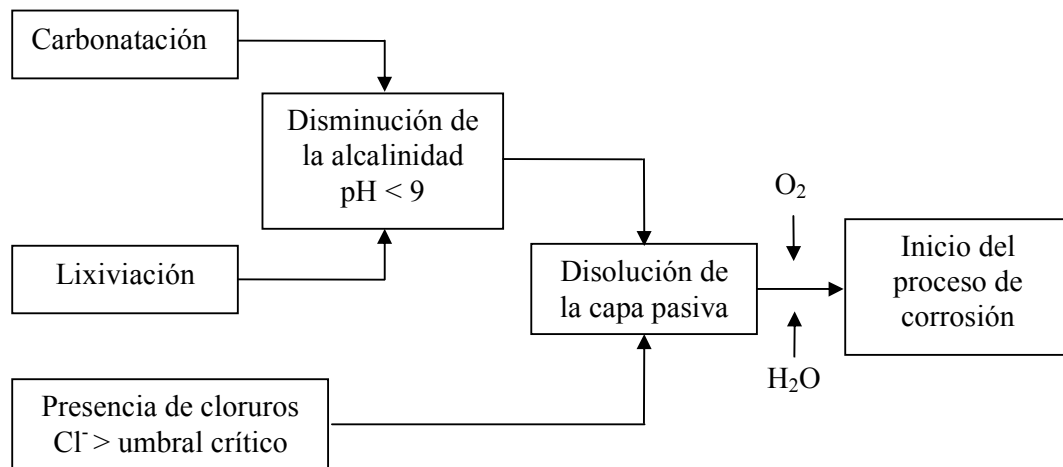 Carbonatación
Disminución de
la alcalinidad
pH < 9
Lixiviación
Presencia de cloruros
Cl⁻ > umbral crítico
Disolución de
la capa pasiva
O₂
H₂O
Inicio del
proceso de
corrosión